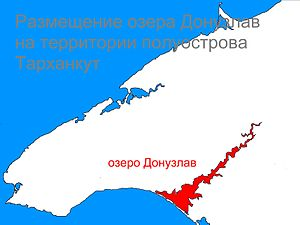 Размещение озера Донузлав
на территории полуострова
Тарханкут
озеро Донузлав